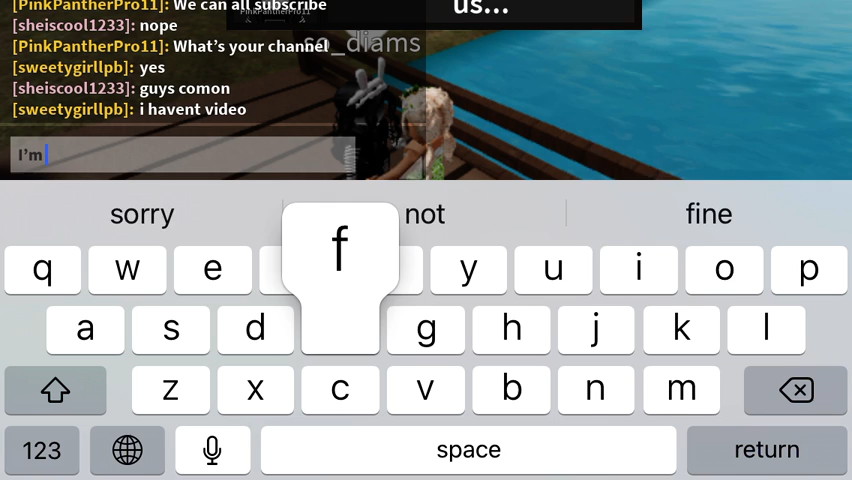 [PinkPantherPro11]: We can all subscribe
us...
PinkPantherPro11
[sheiscool1233]: nope
so_diams
[PinkPantherPro11]: What's your channel
[sweetygirllpb]: yes
[sheiscool1233]: guys comon
[sweetygirllpb]: i havent video
I'm
sorry not fine
f
q w e y u i o p
a s d g h j k l
z x c v b n m
123 space return